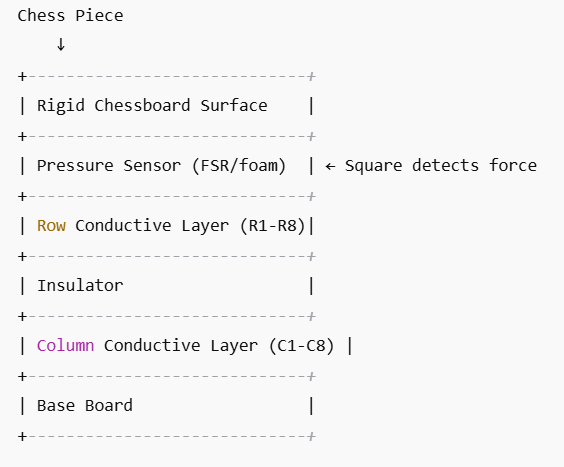 Chess Piece
↓
+-----------------------------+
| Rigid Chessboard Surface    |
+-----------------------------+
| Pressure Sensor (FSR/foam)  | ← Square detects force
+-----------------------------+
| Row Conductive Layer (R1-R8)|
+-----------------------------+
| Insulator                   |
+-----------------------------+
| Column Conductive Layer (C1-C8) |
+-----------------------------+
| Base Board                  |
+-----------------------------+